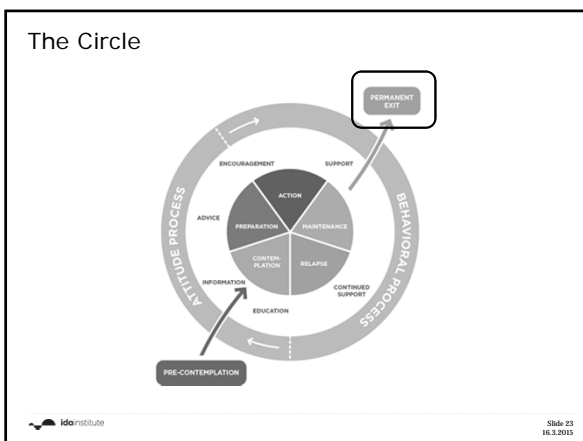 The Circle
PERMANENT
EXIT
ENCOURAGEMENT
SUPPORT
ACTION
ATTITUDE PROCESS
BEHAVIORAL PROCESS
ADVICE
PREPARATION
MAINTENANCE
CONTEM-
PLATION
RELAPSE
INFORMATION
CONTINUED
SUPPORT
EDUCATION
PRE-CONTEMPLATION
idainstitute
Slide 23
16.3.2015